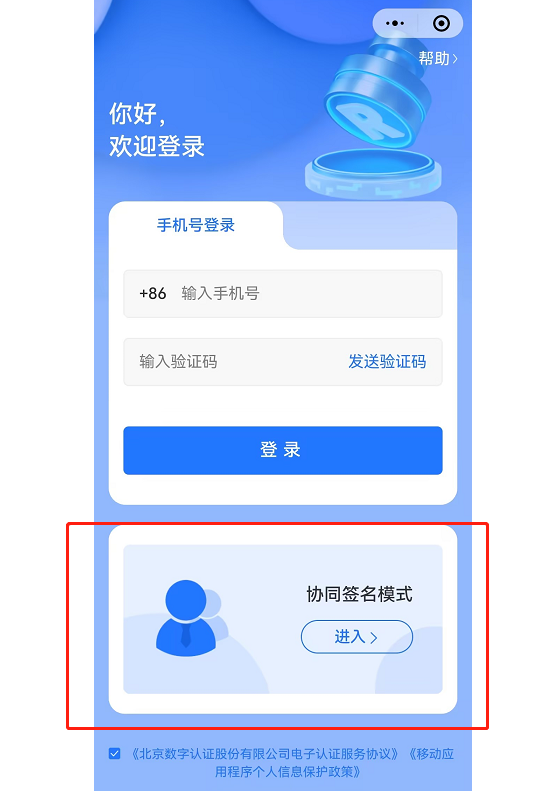 帮助
你好，
欢迎登录
手机号登录
+86 输入手机号
输入验证码 发送验证码
登 录
协同签名模式
进入
《北京数字认证股份有限公司电子认证服务协议》《移动应
用程序个人信息保护政策》